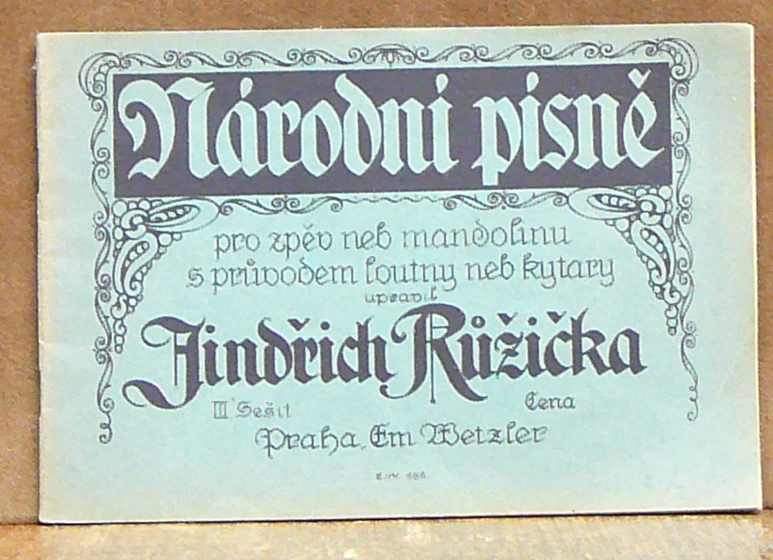 Národní písně
pro zpěv neb mandolinu
s průvodem loutny neb kytary
upravil
Jindřich Růžička
III Sešit
Cena
Praha, Em Wetzler
E. W.